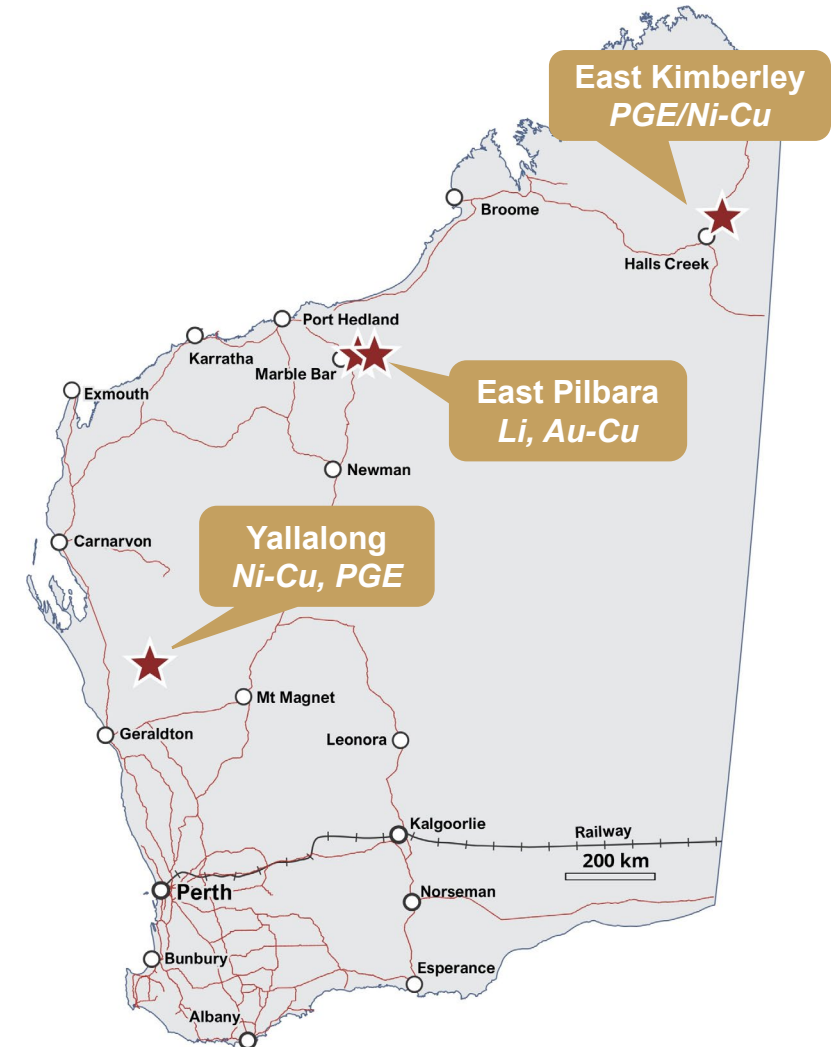 East Kimberley
PGE/Ni-Cu
Broome
Halls Creek
Port Hedland
Karratha
Marble Bar
East Pilbara
Li, Au-Cu
Exmouth
Newman
Carnarvon
Yallalong
Ni-Cu, PGE
Mt Magnet
Geraldton
Leonora
Kalgoorlie
Railway
200 km
Perth
Norseman
Bunbury
Esperance
Albany